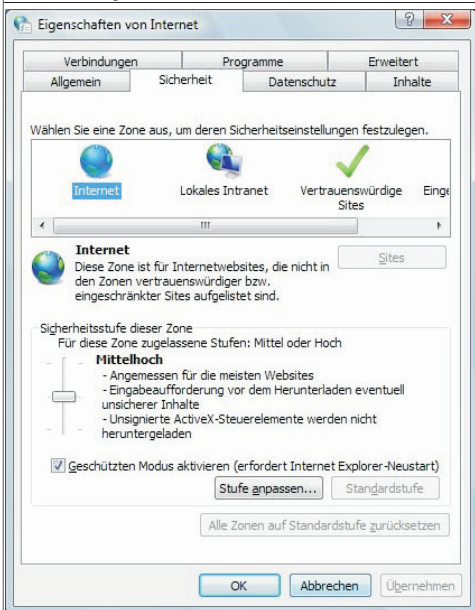 Eigenschaften von Internet
Verbindungen Programme Erweitert
Allgemein Sicherheit Datenschutz Inhalte
Wählen Sie eine Zone aus, um deren Sicherheitseinstellungen festzulegen.
Internet Lokales Intranet Vertrauenswürdige Sites Einge
Internet
Sites
Diese Zone ist für Internetwebsites, die nicht in
den Zonen vertrauenswürdiger bzw.
eingeschränkter Sites aufgelistet sind.
Sicherheitsstufe dieser Zone
Für diese Zone zugelassene Stufen: Mittel oder Hoch
Mittelhoch
- Angemessen für die meisten Websites
- Eingabeaufforderung vor dem Herunterladen eventuell
unsicherer Inhalte
- Unsignierte ActiveX-Steuerelemente werden nicht
heruntergeladen
Geschützten Modus aktivieren (erfordert Internet Explorer-Neustart)
Stufe anpassen... Standardstufe
Alle Zonen auf Standardstufe zurücksetzen
OK Abbrechen Übernehmen